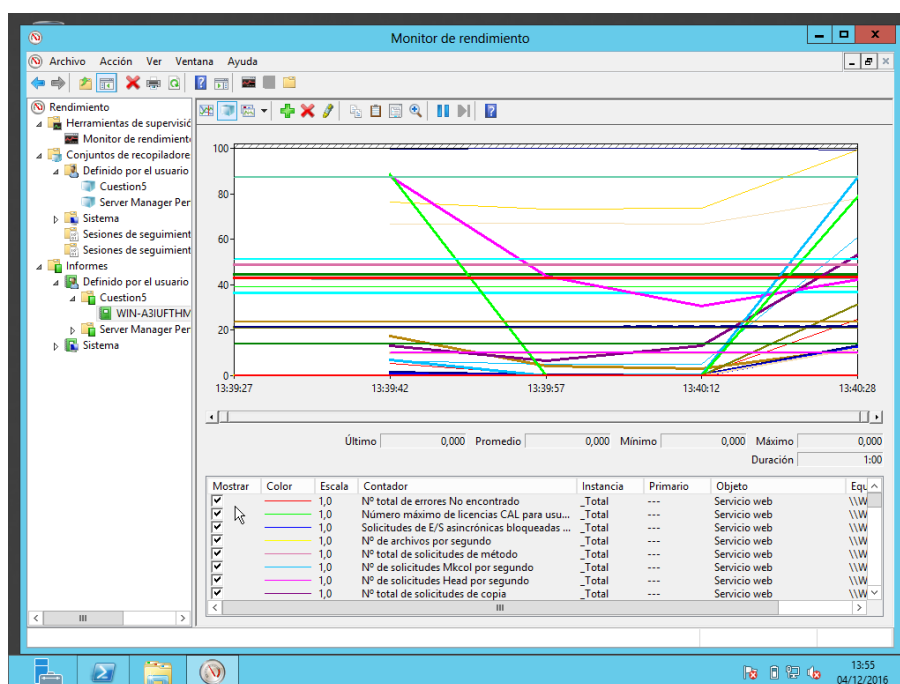 Monitor de rendimiento
Archivo Acción Ver Ventana Ayuda
Rendimiento
Herramientas de supervisió
Monitor de rendimiento
Conjuntos de recopiladore
Definido por el usuario
Cuestion5
Server Manager Per
Sistema
Sesiones de seguimient
Sesiones de seguimient
Informes
Definido por el usuario
Cuestion5
WIN-A3IUFTHM
Server Manager Per
Sistema
100
80
60
40
20
0
13:39:27 13:39:42 13:39:57 13:40:12 13:40:28
Último 0,000 Promedio 0,000 Mínimo 0,000 Máximo 0,000
Duración 1:00
Mostrar Color Escala Contador Instancia Primario Objeto Equ
1,0 Nº total de errores No encontrado _Total --- Servicio web \\W
1,0 Número máximo de licencias CAL para usu... _Total --- Servicio web \\W
1,0 Solicitudes de E/S asincrónicas bloqueadas ... _Total --- Servicio web \\W
1,0 Nº de archivos por segundo _Total --- Servicio web \\W
1,0 Nº total de solicitudes de método _Total --- Servicio web \\W
1,0 Nº de solicitudes Mkcol por segundo _Total --- Servicio web \\W
1,0 Nº de solicitudes Head por segundo _Total --- Servicio web \\W
1,0 Nº total de solicitudes de copia _Total --- Servicio web \\W
13:55
04/12/2016